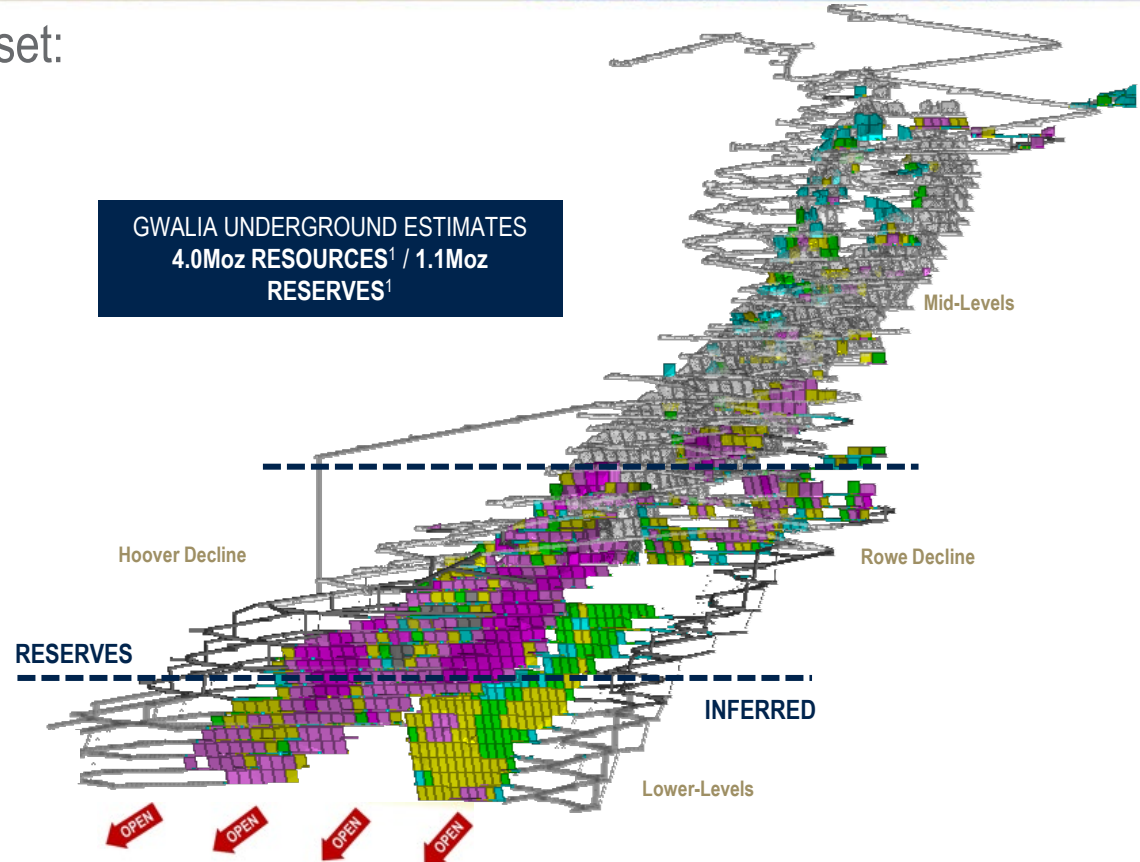 set:
GWALIA UNDERGROUND ESTIMATES
4.0Moz RESOURCES¹ / 1.1Moz
RESERVES¹
Mid-Levels
Hoover Decline
Rowe Decline
RESERVES
INFERRED
Lower-Levels
OPEN
OPEN
OPEN
OPEN